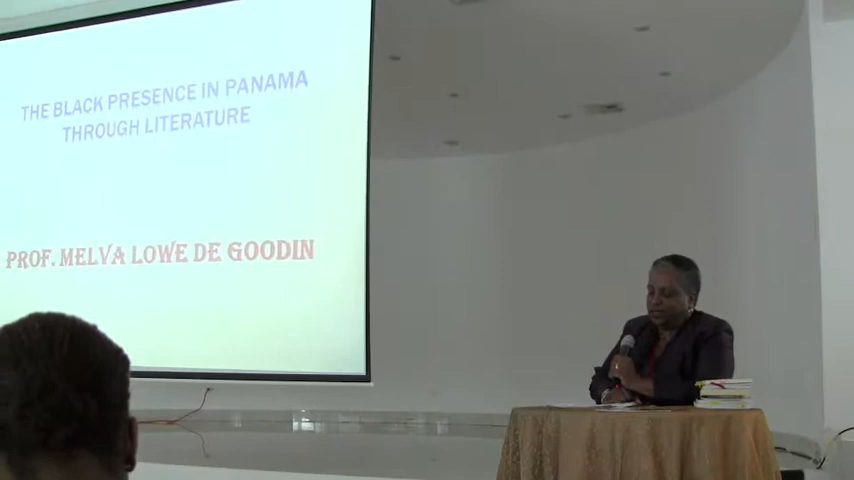 THE BLACK PRESENCE IN PANAMA
THROUGH LITERATURE
PROF. MELVA LOWE DE GOODIN